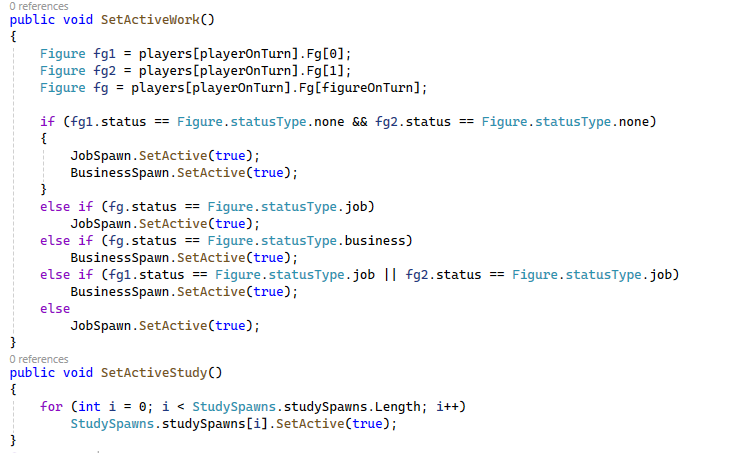 0 references
public void SetActiveWork()
{
    Figure fg1 = players[playerOnTurn].Fg[0];
    Figure fg2 = players[playerOnTurn].Fg[1];
    Figure fg = players[playerOnTurn].Fg[figureOnTurn];

    if (fg1.status == Figure.statusType.none && fg2.status == Figure.statusType.none)
    {
        JobSpawn.SetActive(true);
        BusinessSpawn.SetActive(true);
    }
    else if (fg.status == Figure.statusType.job)
        JobSpawn.SetActive(true);
    else if (fg.status == Figure.statusType.business)
        BusinessSpawn.SetActive(true);
    else if (fg1.status == Figure.statusType.job || fg2.status == Figure.statusType.job)
        BusinessSpawn.SetActive(true);
    else
        JobSpawn.SetActive(true);
}
0 references
public void SetActiveStudy()
{
    for (int i = 0; i < StudySpawns.studySpawns.Length; i++)
        StudySpawns.studySpawns[i].SetActive(true);
}